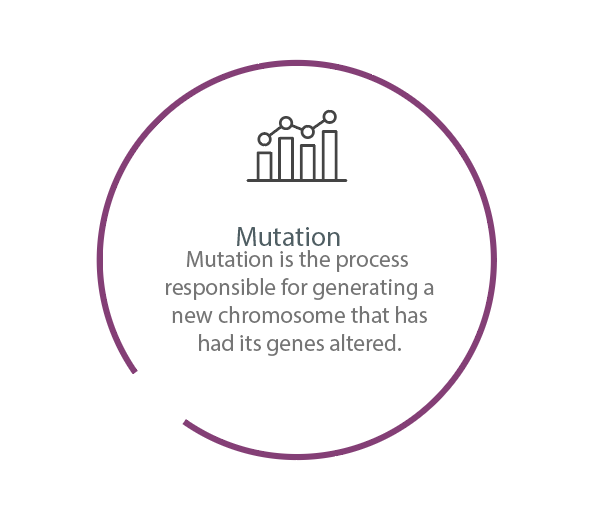 Mutation
Mutation is the process
responsible for generating a
new chromosome that has
had its genes altered.